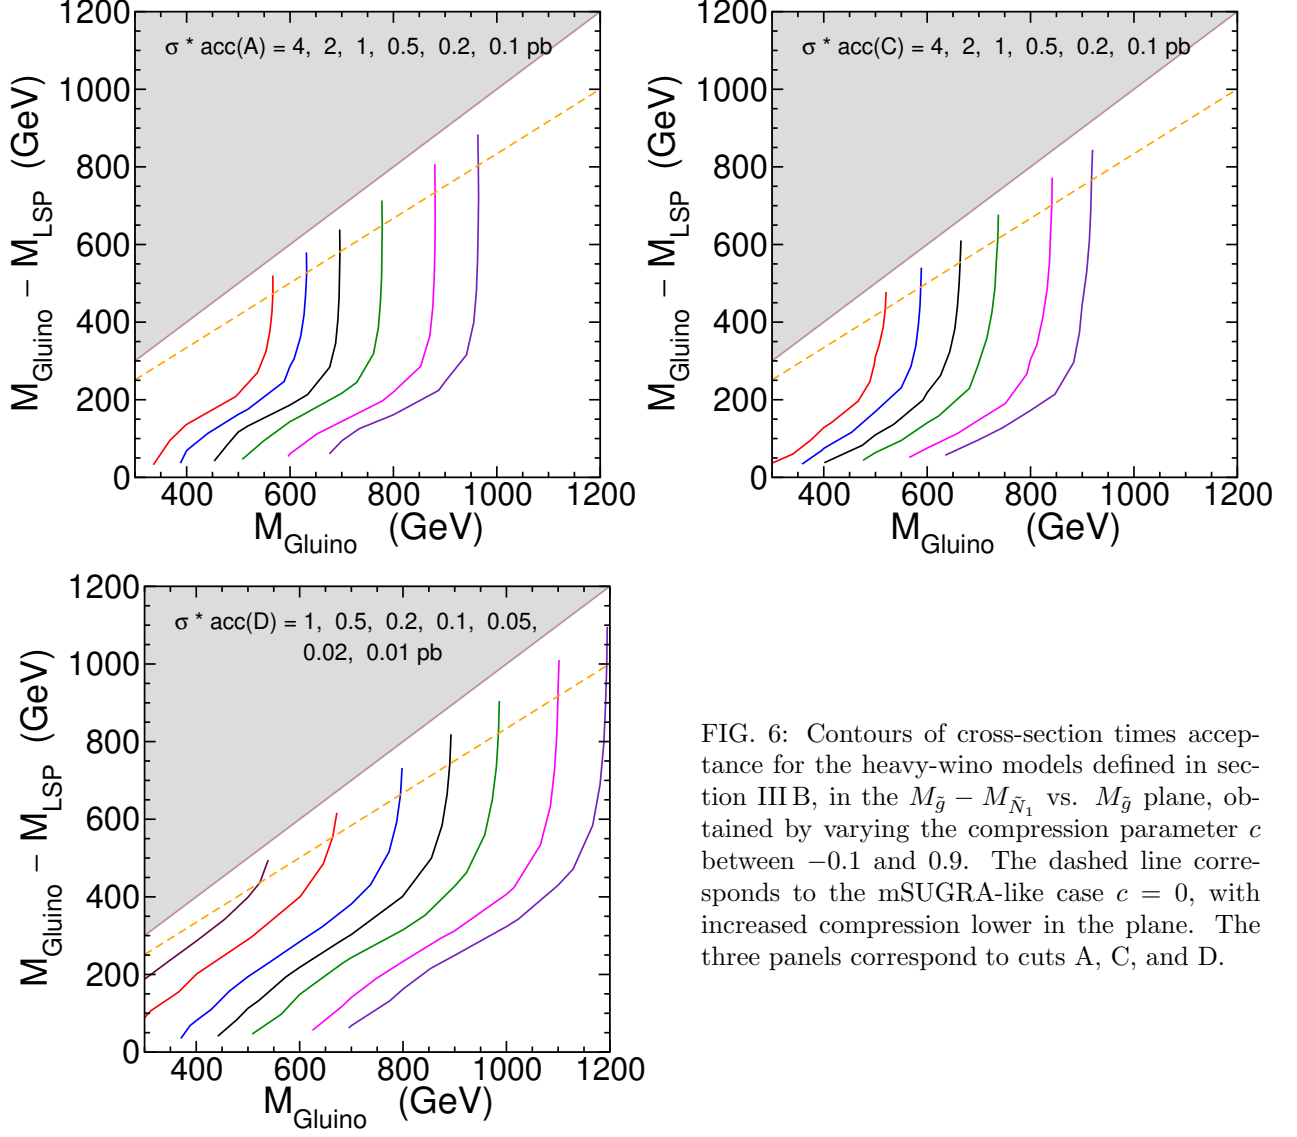 σ * acc(A) = 4, 2, 1, 0.5, 0.2, 0.1 pb
1200
1000
800
600
400
200
0
M_Gluino − M_LSP (GeV)
400 600 800 1000 1200
M_Gluino (GeV)
σ * acc(C) = 4, 2, 1, 0.5, 0.2, 0.1 pb
1200
1000
800
600
400
200
0
M_Gluino − M_LSP (GeV)
400 600 800 1000 1200
M_Gluino (GeV)
σ * acc(D) = 1, 0.5, 0.2, 0.1, 0.05,
0.02, 0.01 pb
1200
1000
800
600
400
200
0
M_Gluino − M_LSP (GeV)
400 600 800 1000 1200
M_Gluino (GeV)
FIG. 6: Contours of cross-section times accep-
tance for the heavy-wino models defined in sec-
tion III B, in the M_g̃ − M_Ñ₁ vs. M_g̃ plane, ob-
tained by varying the compression parameter c
between −0.1 and 0.9. The dashed line corre-
sponds to the mSUGRA-like case c = 0, with
increased compression lower in the plane. The
three panels correspond to cuts A, C, and D.